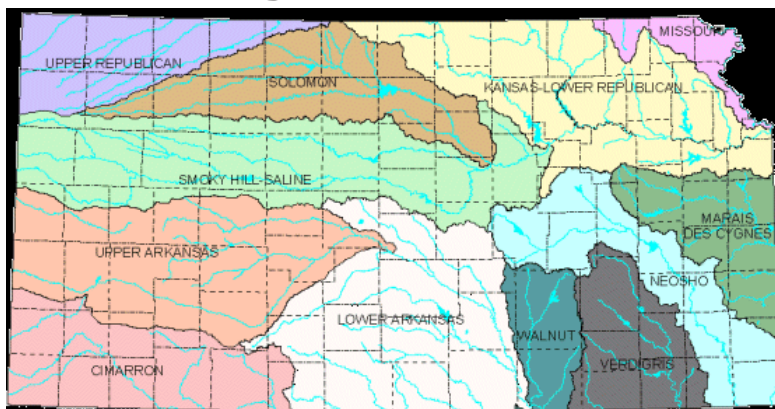 MISSOURI
UPPER REPUBLICAN
SOLOMON
KANSAS-LOWER REPUBLICAN
SMOKY HILL-SALINE
MARAIS
DES CYGNES
UPPER ARKANSAS
NEOSHO
LOWER ARKANSAS
WALNUT
VERDIGRIS
CIMARRON